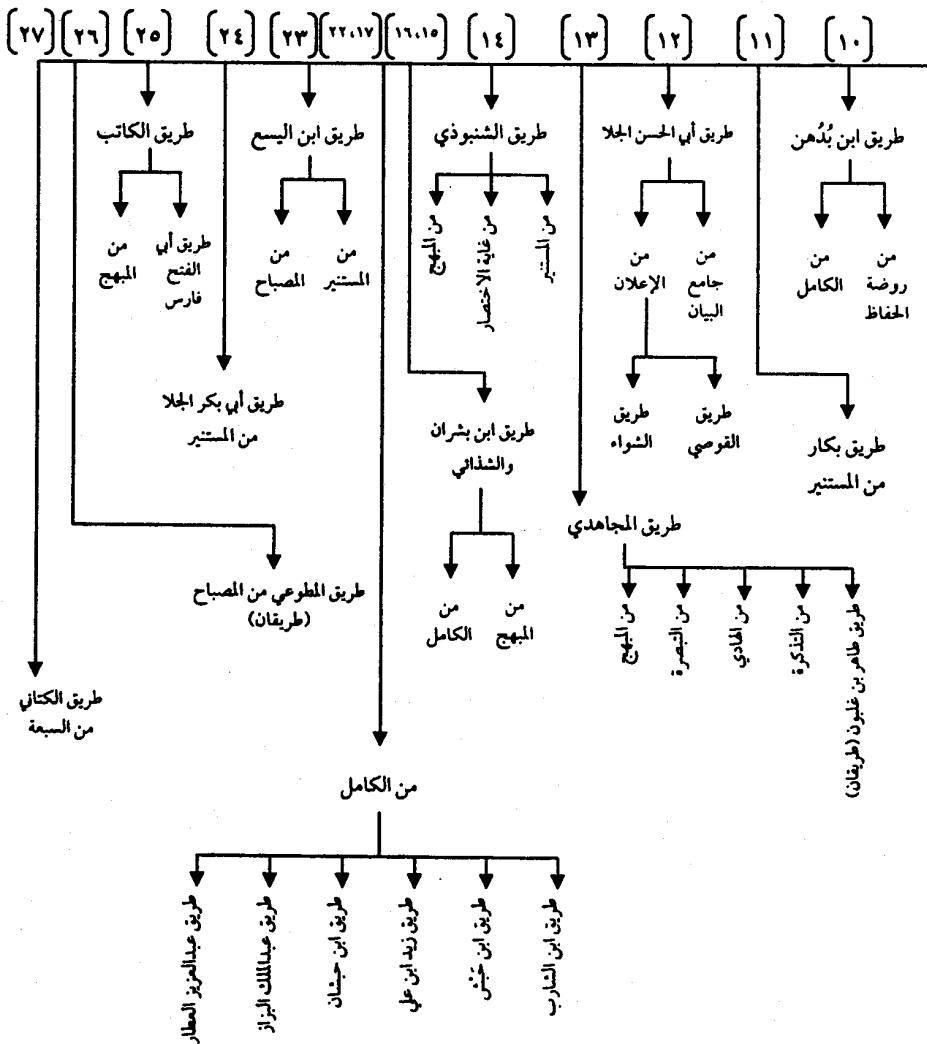 [١٠]
[١١]
[١٢]
[١٣]
[١٤]
[١٦،١٥]
[٢٢،١٧]
[٢٣]
[٢٤]
[٢٥]
[٢٦]
[٢٧]
طريق ابن بُدْهن
من
روضة
الحفاظ
من
الكامل
طريق بكار
من المستنير
طريق أبي الحسن الجلا
من
جامع
البيان
من
الإعلان
طريق
القوصي
طريق
الشواء
طريق المجاهدي
طريق طاهر بن غلبون (طريقان)
من التذكرة
من الهادي
من التبصرة
من المبهج
طريق الشنبوذي
من المستنير
من غاية الاختصار
من المبهج
طريق ابن بشران
والشذائي
من
المبهج
من
الكامل
من الكامل
طريق ابن الشارب
طريق ابن حَبْش
طريق زيد ابن علي
طريق ابن حبشان
طريق عبدالملك البزاز
طريق عبدالعزيز العطار
طريق ابن اليسع
من
المستنير
من
المصباح
طريق أبي بكر الجلا
من المستنير
طريق الكاتب
طريق أبي
الفتح
فارس
من
المبهج
طريق المطوعي من المصباح
(طريقان)
طريق الكتاني
من السبعة